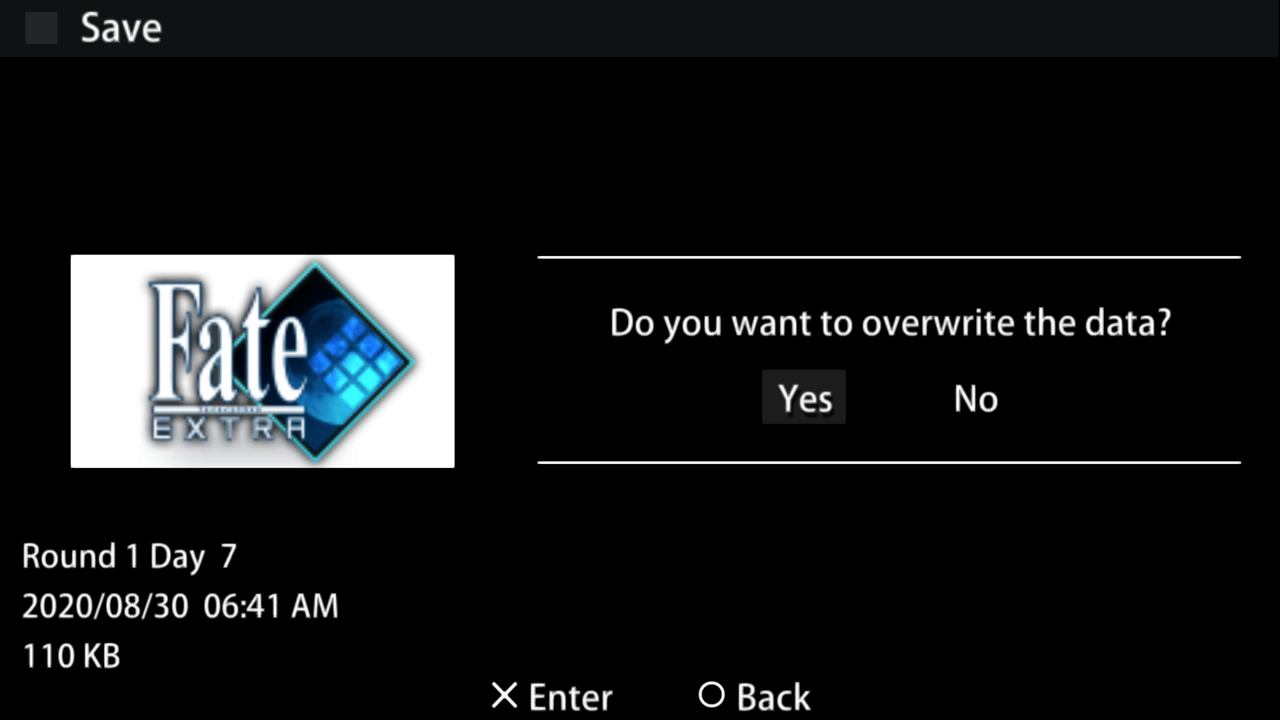 Save
Fate
EXTRA
Do you want to overwrite the data?
Yes No
Round 1 Day 7
2020/08/30 06:41 AM
110 KB
Enter Back